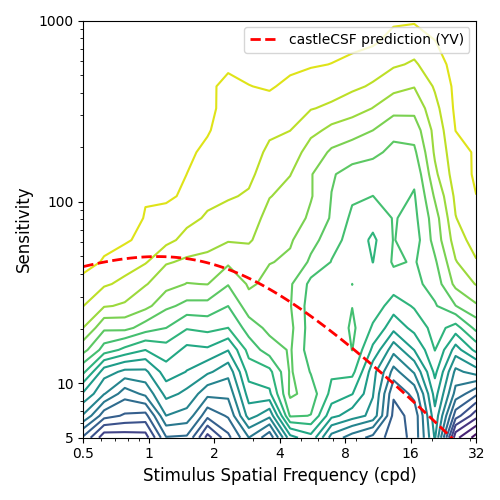 1000
castleCSF prediction (YV)
100
10
5
Sensitivity
0.5 1 2 4 8 16 32
Stimulus Spatial Frequency (cpd)